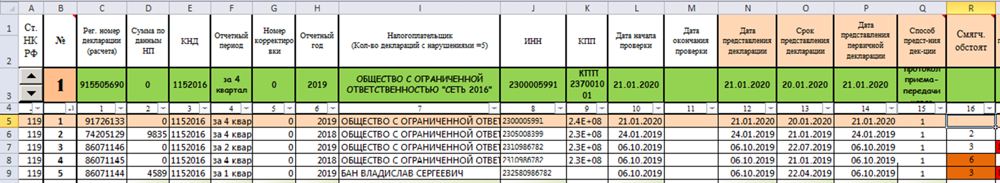 A B C D E F G H I J K L M N O P Q R
1 Ст. НК РФ № Рег. номер декларации (расчета) Сумма по данным НП КНД Отчетный период Номер корректиро вки Отчетный год Налогоплательщик (Кол-во деклараций с нарушениями =5) ИНН КПП Дата начала проверки Дата окончания проверки Дата представления декларации Срок представления декларации Дата представления первичной декларации Способ предст-ния дек-ции Смягч. обстоят
2
3 1 915505690 0 1152016 за 4 квартал 0 2019 ОБЩЕСТВО С ОГРАНИЧЕННОЙ ОТВЕТСТВЕННОСТЬЮ "СЕТЬ 2016" 2300005991 КПП 2370010 01 21.01.2020 21.01.2020 20.01.2020 21.01.2020 протокол приема-передачи
4 1 2 3 4 5 6 7 8 9 10 11 12 13 14 15 16
5 119 1 91726133 0 1152016 за 4 квар 0 2019 ОБЩЕСТВО С ОГРАНИЧЕННОЙ ОТВЕТ 2300005991 2.4E+08 21.01.2020 21.01.2020 20.01.2020 21.01.2020 1
6 119 2 74205129 9835 1152016 за 4 квар 0 2018 ОБЩЕСТВО С ОГРАНИЧЕННОЙ ОТВЕТ 2305008399 2.3E+08 24.01.2019 24.01.2019 21.01.2019 24.01.2019 1 2
7 119 3 86071146 0 1152016 за 2 квар 0 2019 ОБЩЕСТВО С ОГРАНИЧЕННОЙ ОТВЕТ 2310986782 2.3E+08 06.10.2019 06.10.2019 22.07.2019 06.10.2019 1 3
8 119 4 86071145 0 1152016 за 4 квар 0 2018 ОБЩЕСТВО С ОГРАНИЧЕННОЙ ОТВЕТ 2310986782 2.3E+08 06.10.2019 06.10.2019 21.01.2019 06.10.2019 1 6
9 119 5 86071144 4589 1152016 за 1 квар 0 2019 БАН ВЛАДИСЛАВ СЕРГЕЕВИЧ 232580986782 06.10.2019 06.10.2019 22.04.2019 06.10.2019 1 3